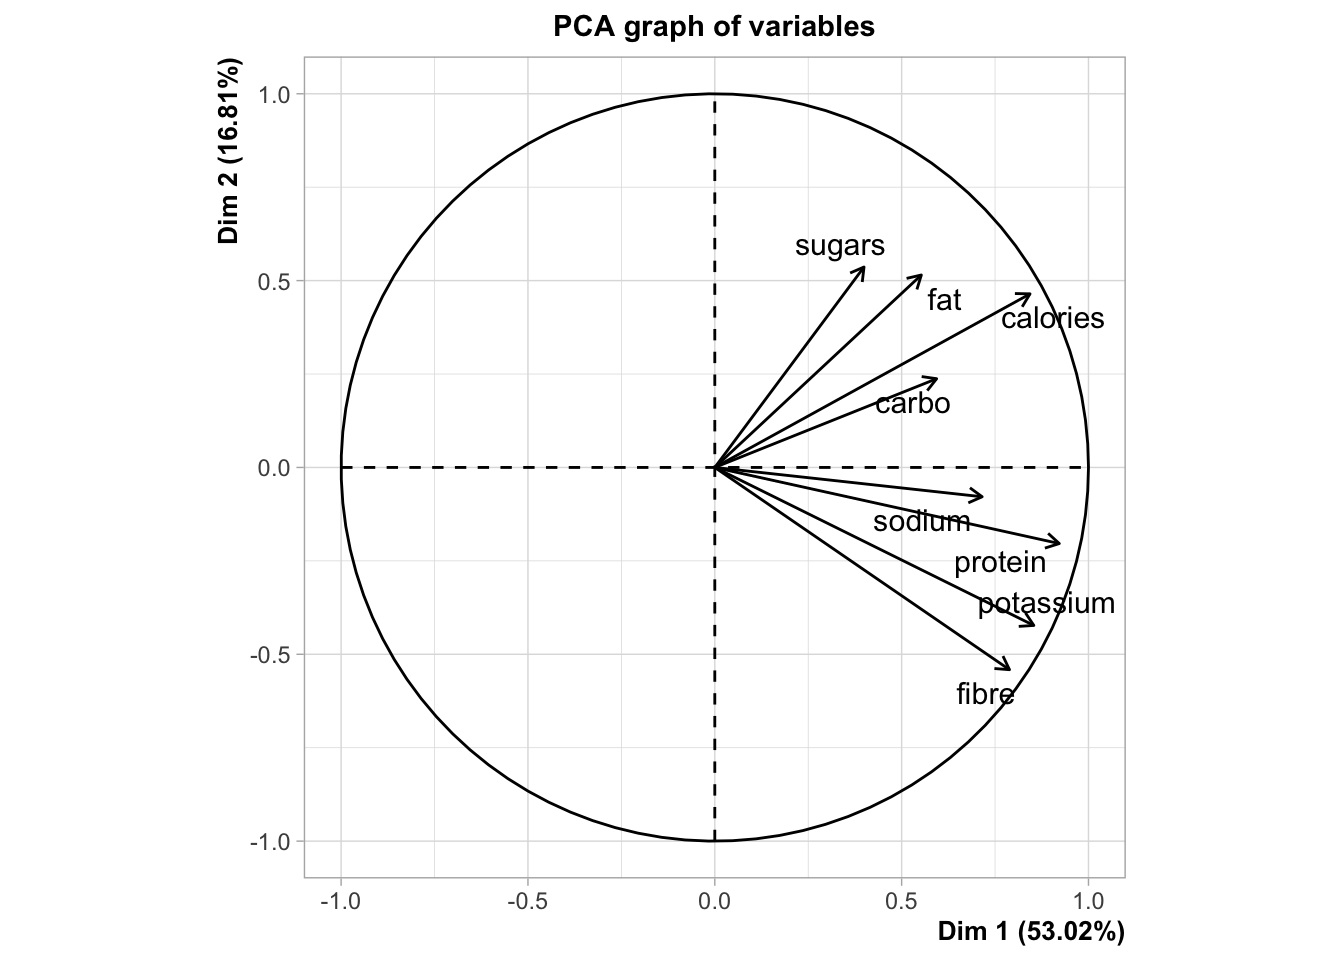 PCA graph of variables
Dim 2 (16.81%)
1.0
0.5
0.0
-0.5
-1.0
sugars
fat
calories
carbo
sodium
protein
potassium
fibre
-1.0
-0.5
0.0
0.5
1.0
Dim 1 (53.02%)